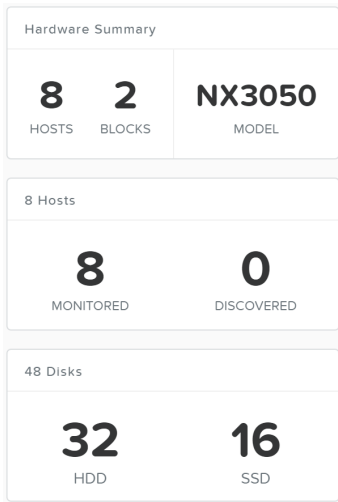 Hardware Summary
8 2 NX3050
HOSTS BLOCKS MODEL
8 Hosts
8 0
MONITORED DISCOVERED
48 Disks
32 16
HDD SSD